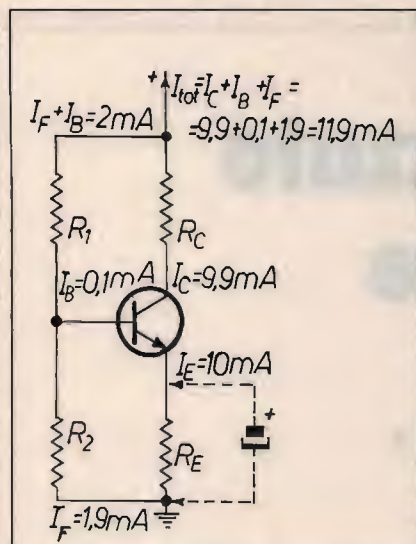 + I_tot=I_C+I_B+I_F=
=9,9+0,1+1,9=11,9mA
I_F+I_B=2mA
R_1
R_C
I_B=0,1mA
I_C=9,9mA
I_E=10mA
+
R_2
R_E
I_F=1,9mA